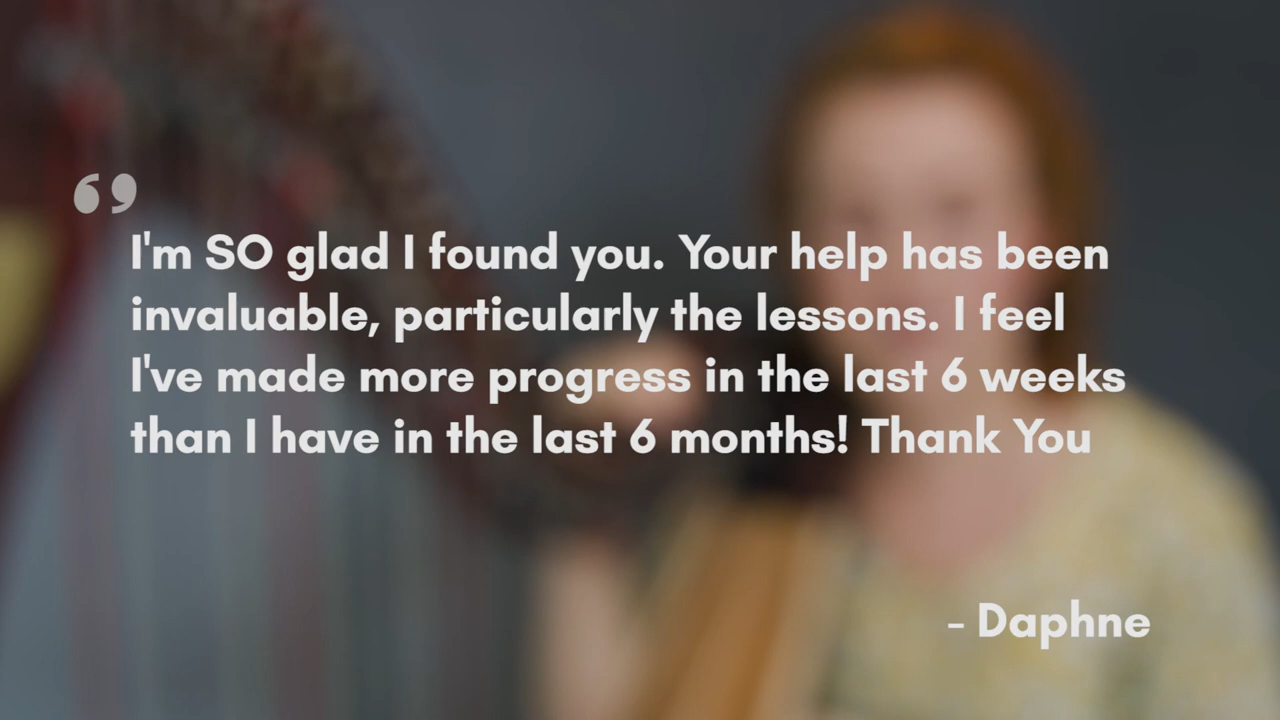 I'm SO glad I found you. Your help has been
invaluable, particularly the lessons. I feel
I've made more progress in the last 6 weeks
than I have in the last 6 months! Thank You
- Daphne